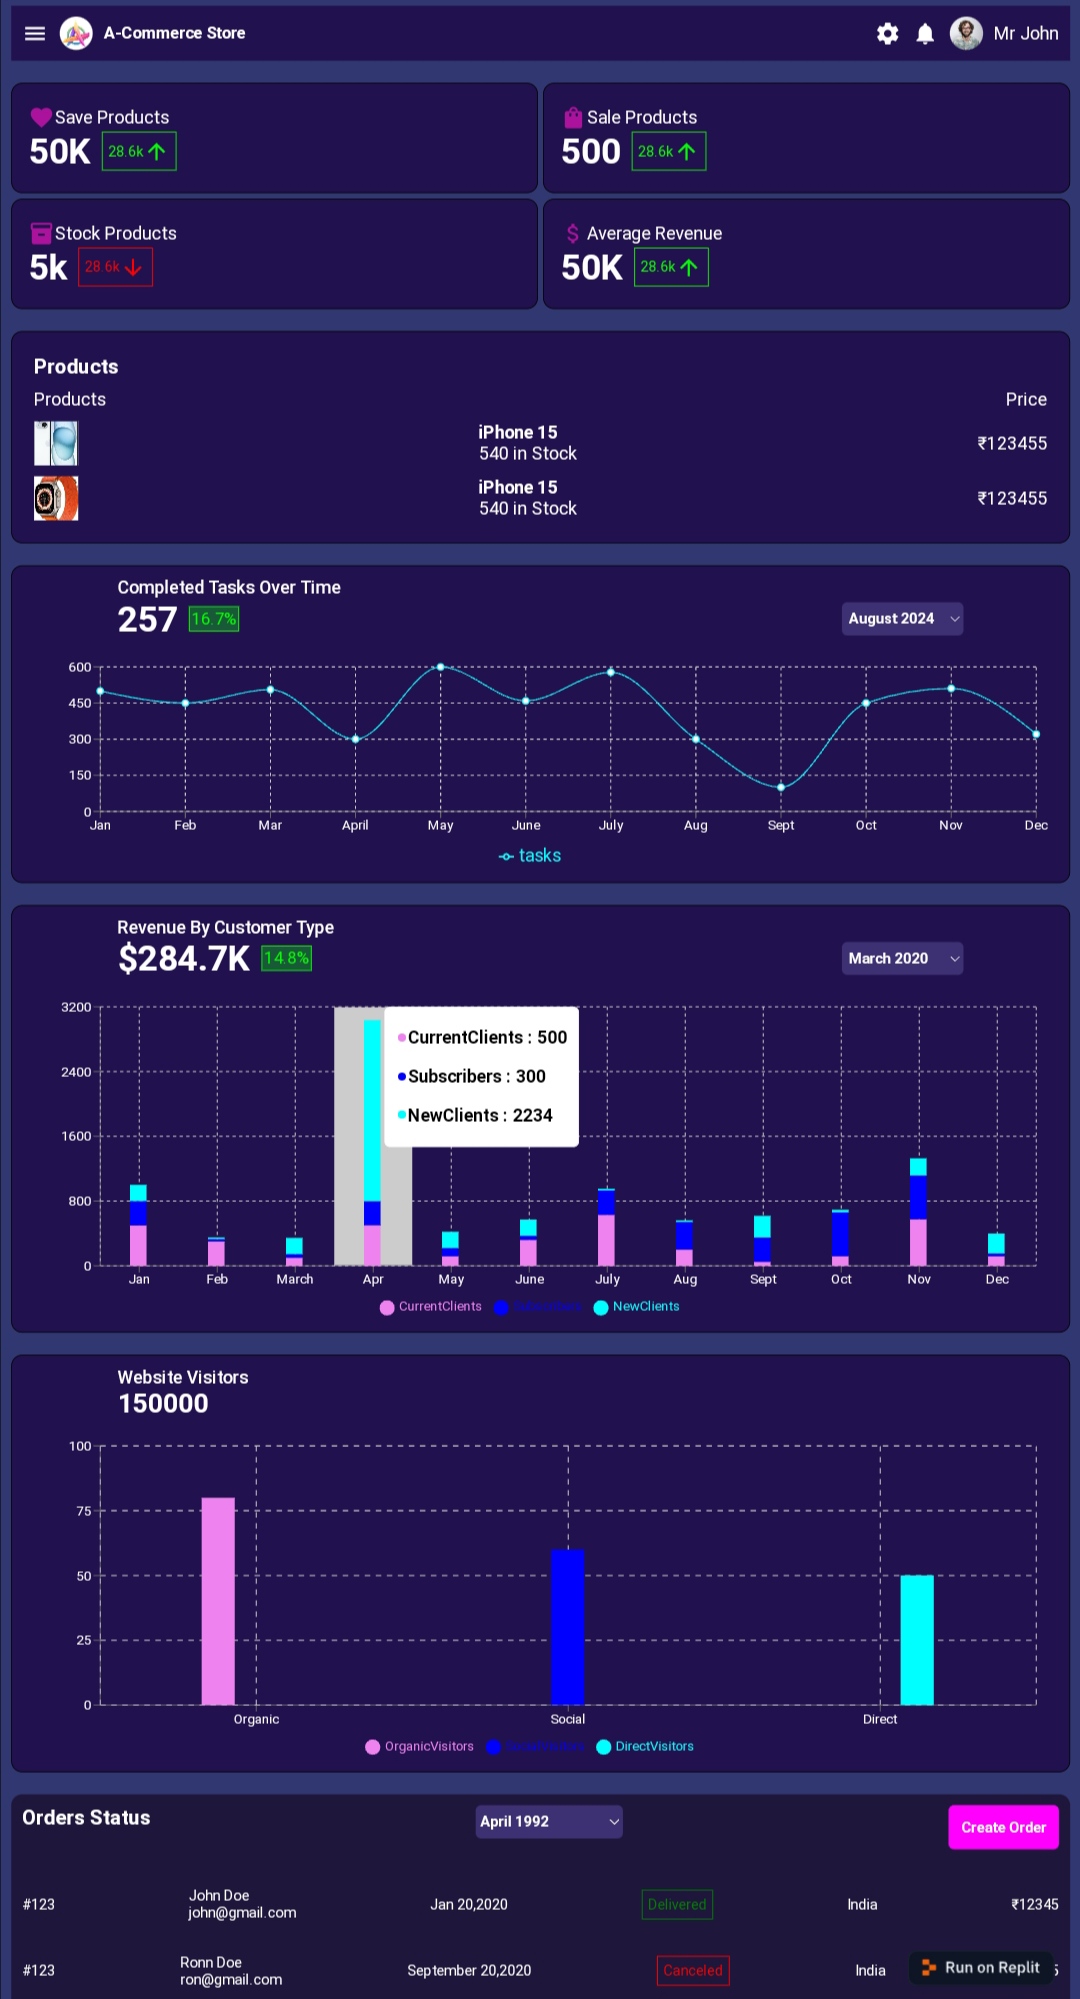 A-Commerce Store
Mr John
Save Products
50K 28.6k
Sale Products
500 28.6k
Stock Products
5k 28.6k
Average Revenue
50K 28.6k
Products
Products Price
iPhone 15
540 in Stock
₹123455
iPhone 15
540 in Stock
₹123455
Completed Tasks Over Time
257 16.7%
August 2024
600
450
300
150
0
Jan Feb Mar April May June July Aug Sept Oct Nov Dec
tasks
Revenue By Customer Type
$284.7K 14.8%
March 2020
3200
2400
1600
800
0
CurrentClients : 500
Subscribers : 300
NewClients : 2234
Jan Feb March Apr May June July Aug Sept Oct Nov Dec
CurrentClients Subscribers NewClients
Website Visitors
150000
100
75
50
25
0
Organic Social Direct
OrganicVisitors SocialVisitors DirectVisitors
Orders Status
April 1992
Create Order
#123
John Doe
john@gmail.com
Jan 20,2020
Delivered
India
₹12345
#123
Ronn Doe
ron@gmail.com
September 20,2020
Canceled
India
5
Run on Replit